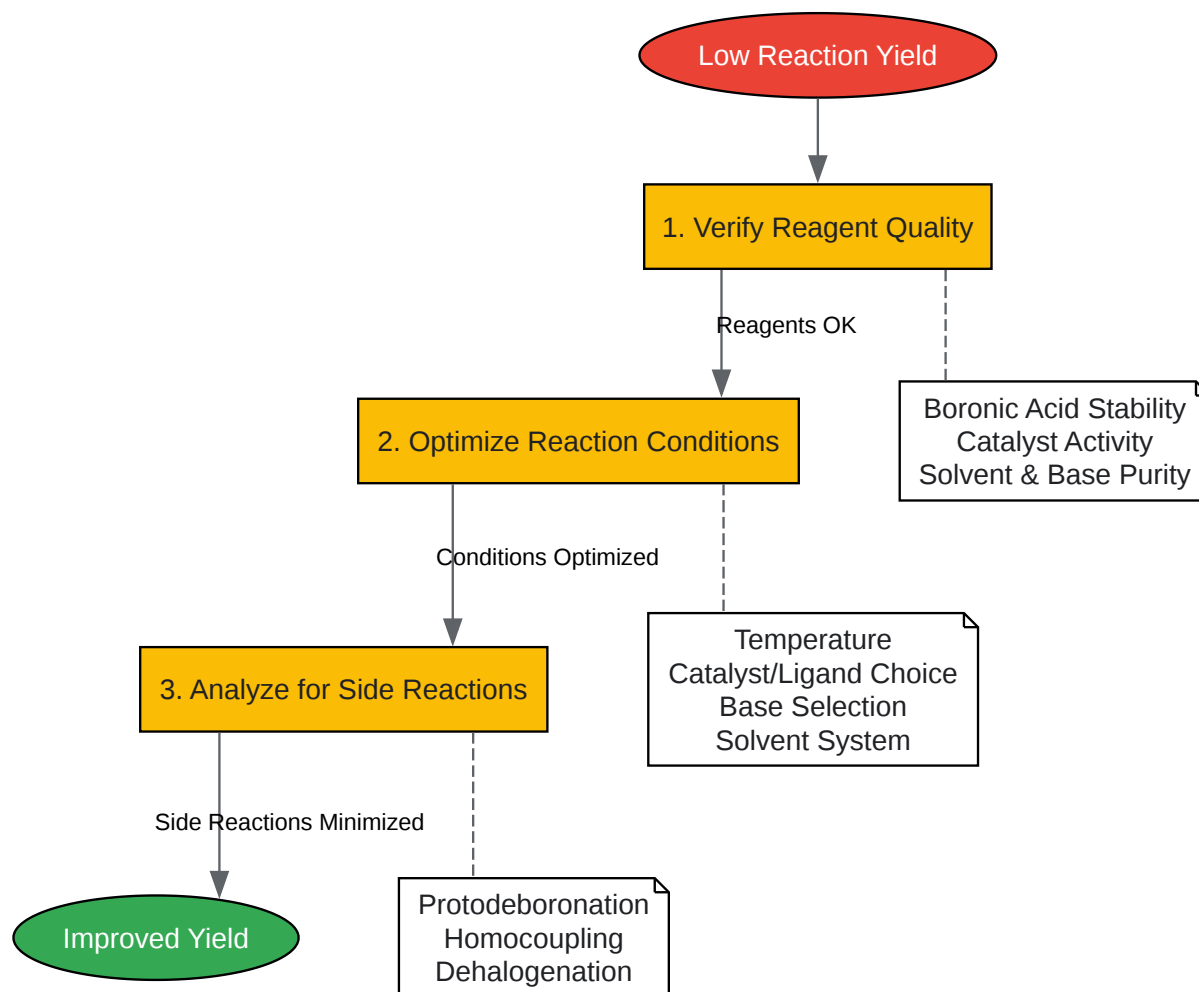 Low Reaction Yield
1. Verify Reagent Quality
Reagents OK
Boronic Acid Stability
Catalyst Activity
Solvent & Base Purity
2. Optimize Reaction Conditions
Conditions Optimized
Temperature
Catalyst/Ligand Choice
Base Selection
Solvent System
3. Analyze for Side Reactions
Side Reactions Minimized
Protodeboronation
Homocoupling
Dehalogenation
Improved Yield